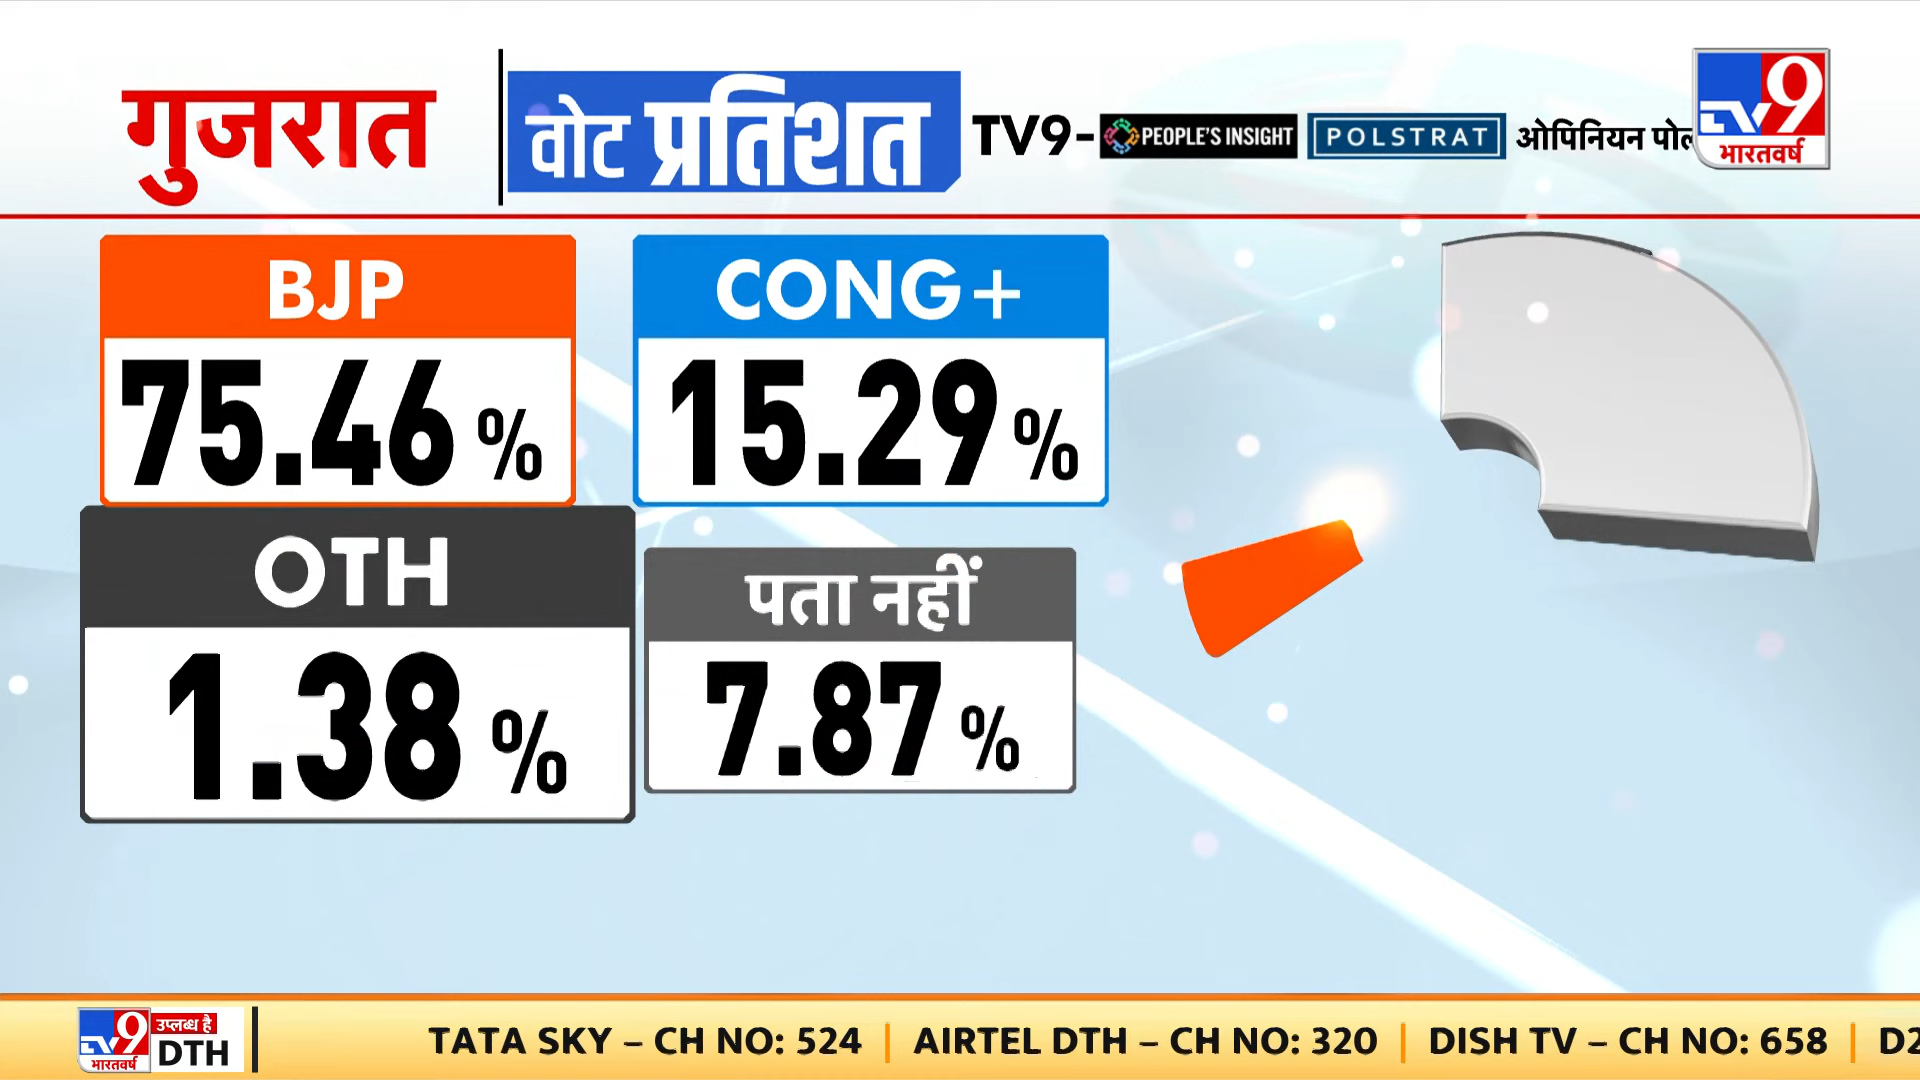 गुजरात
वोट प्रतिशत
TV9- PEOPLE'S INSIGHT POLSTRAT ओपिनियन पोल
TV9
भारतवर्ष
BJP
75.46 %
CONG+
15.29 %
OTH
1.38 %
पता नहीं
7.87 %
TV9 भारतवर्ष
उपलब्ध है
DTH
TATA SKY – CH NO: 524 | AIRTEL DTH – CH NO: 320 | DISH TV – CH NO: 658 | D2